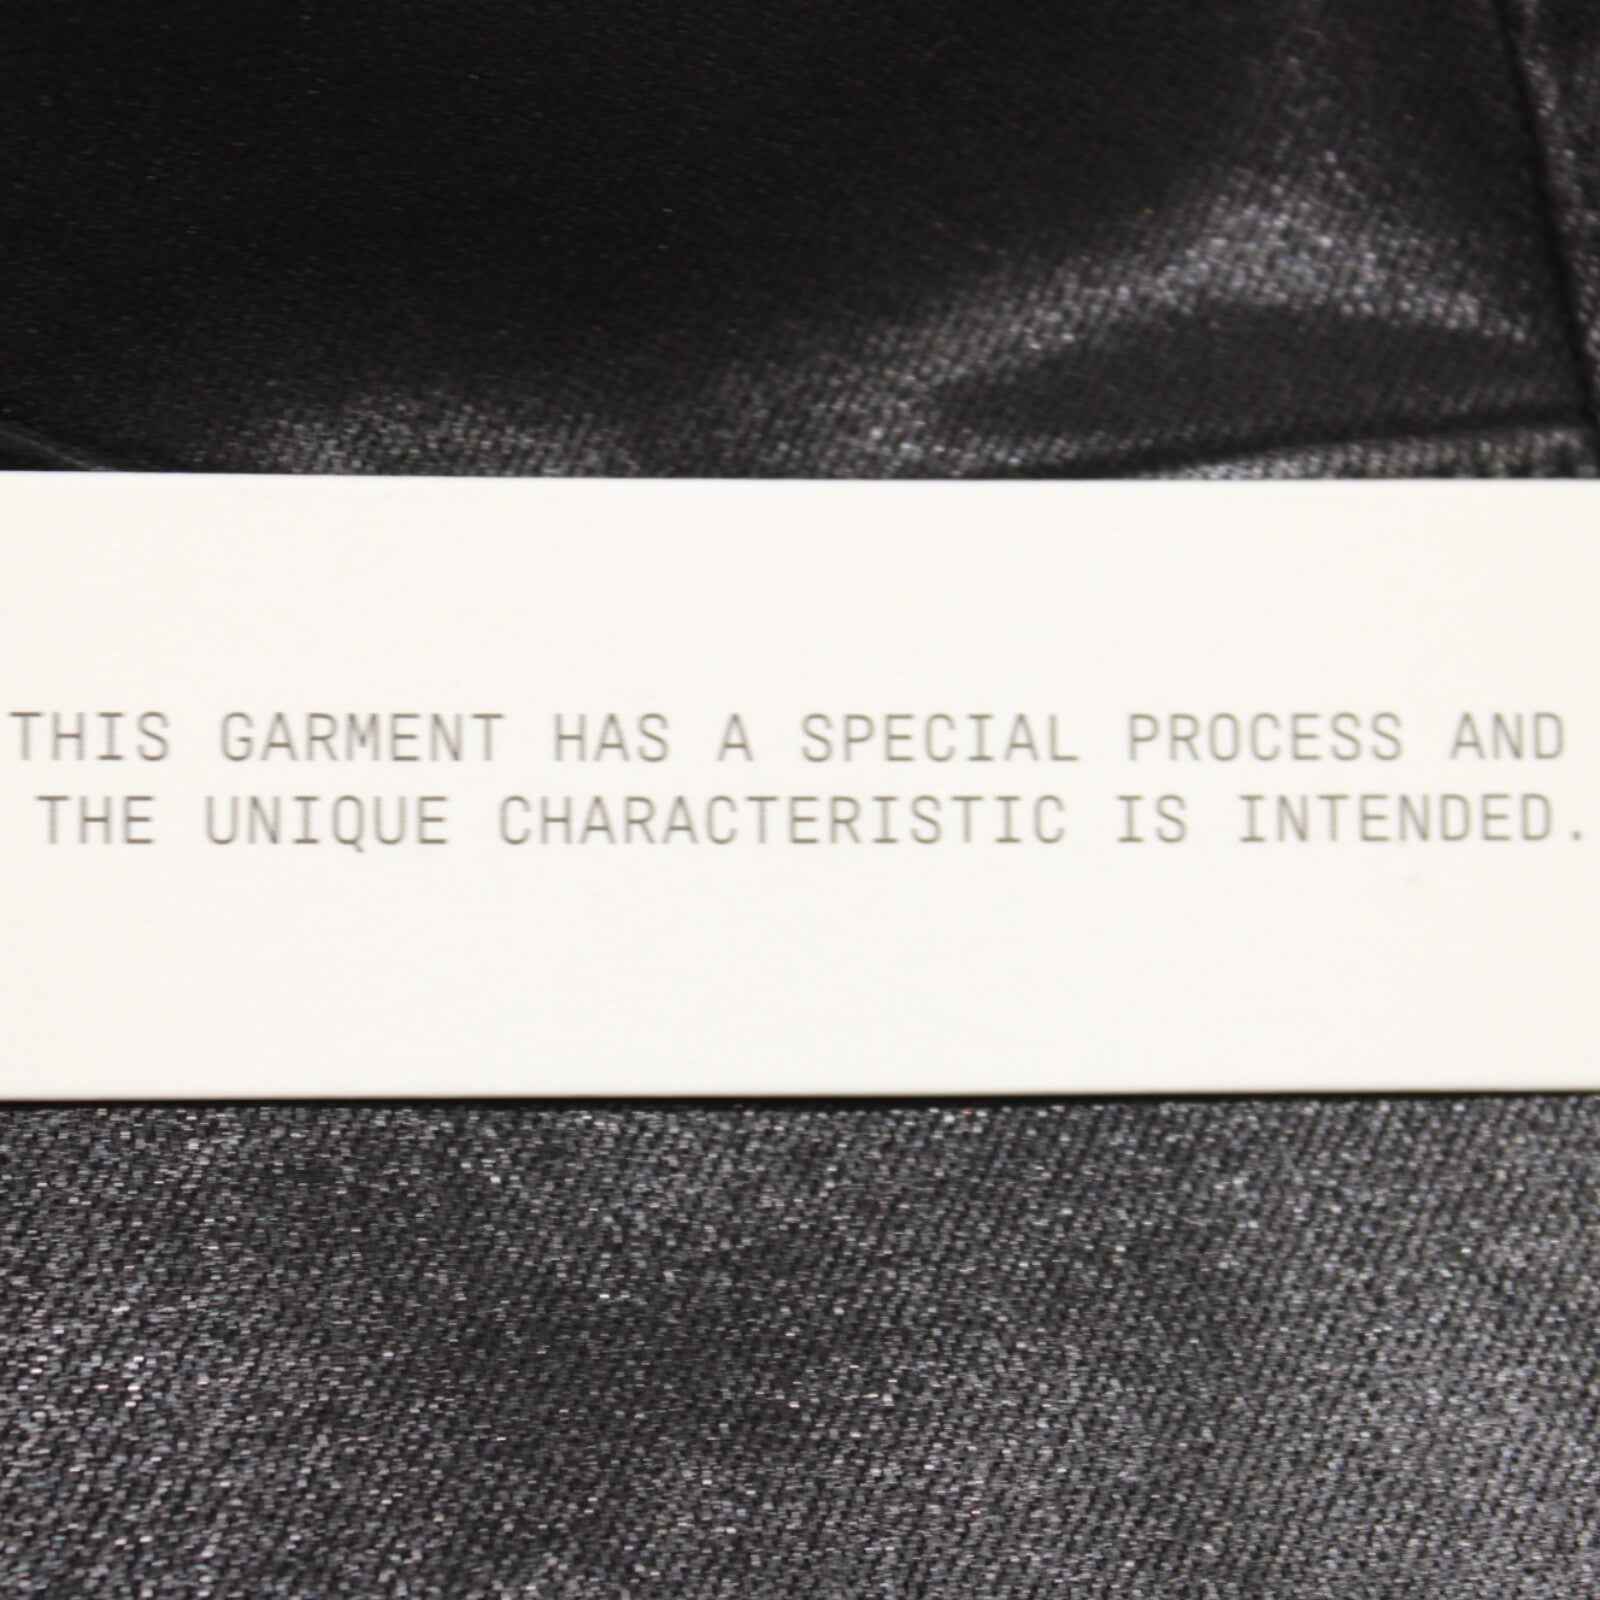 THIS GARMENT HAS A SPECIAL PROCESS AND
THE UNIQUE CHARACTERISTIC IS INTENDED.